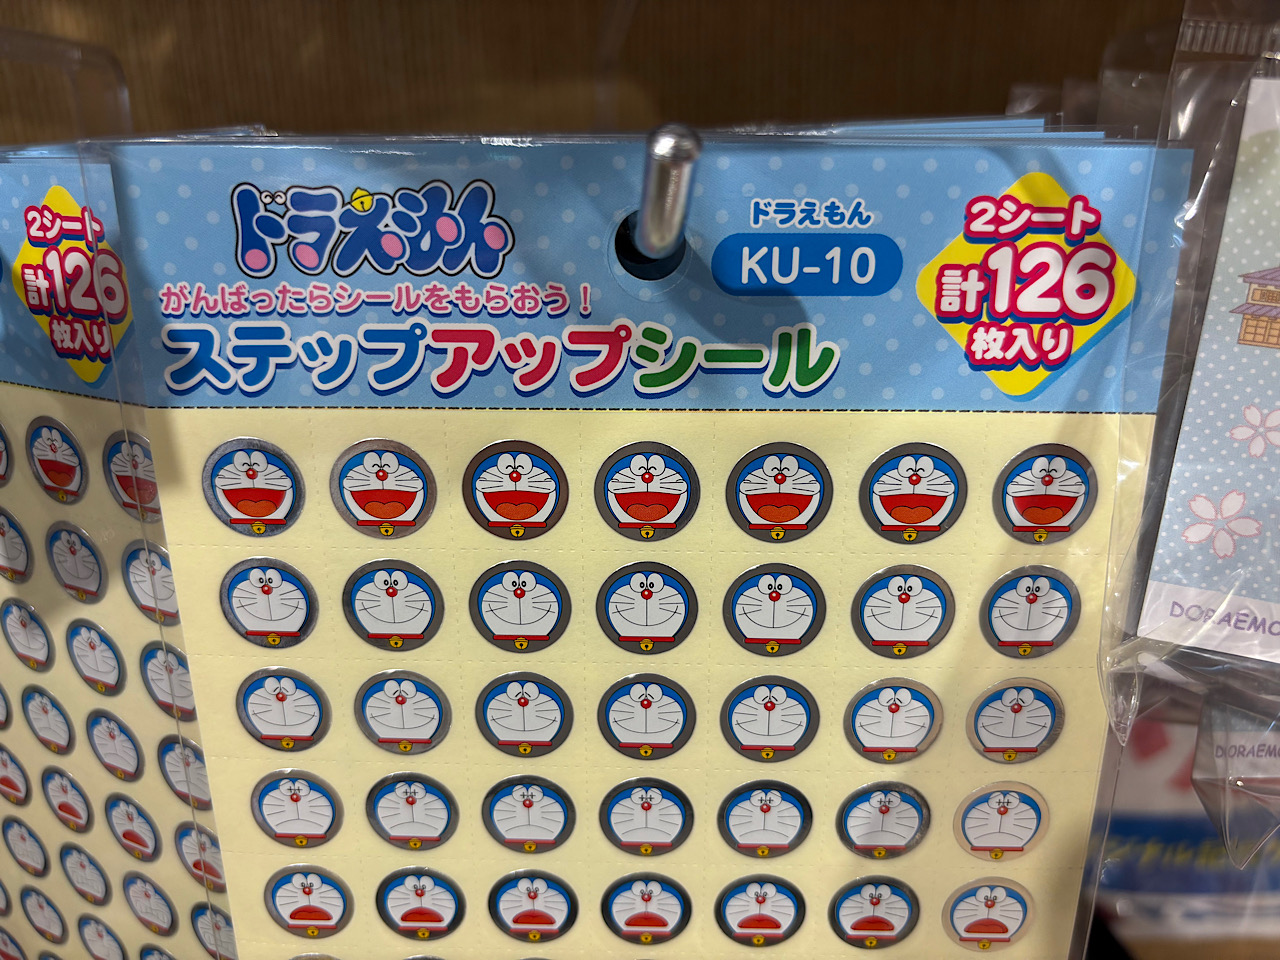 2シート
計126
枚入り
ドラえもん
がんばったらシールをもらおう!
ステップアップシール
ドラえもん
KU-10
2シート
計126
枚入り
DORAEMO
DORAEMO